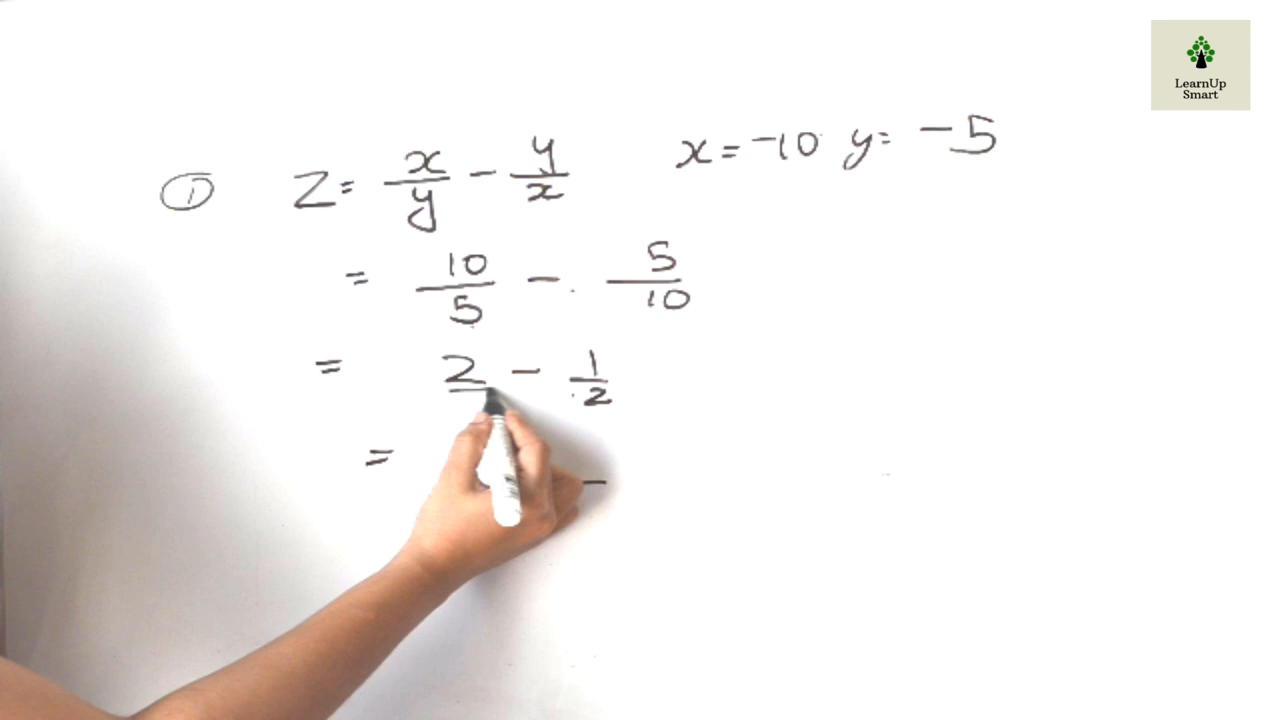 LearnUp
Smart
① Z = x/y - y/x x = -10 y = -5
= 10/5 - 5/10
= 2 - 1/2
= -